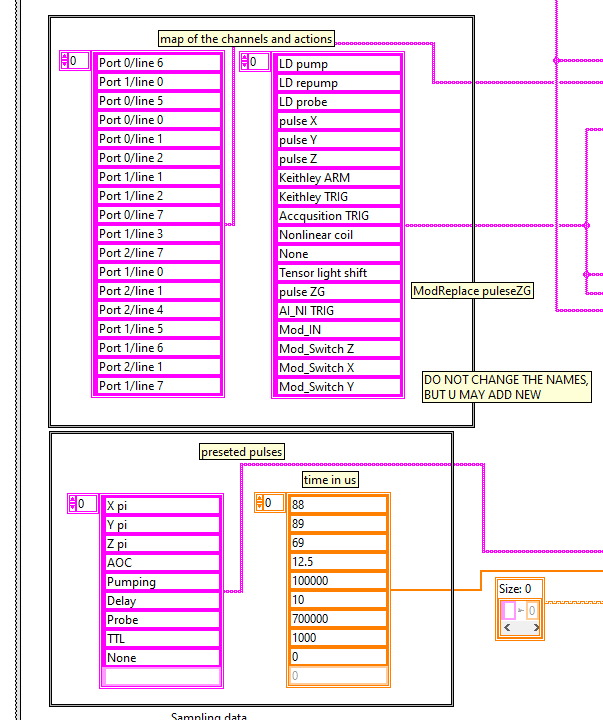 map of the channels and actions
0
Port 0/line 6
Port 1/line 0
Port 0/line 5
Port 0/line 0
Port 0/line 1
Port 0/line 2
Port 1/line 1
Port 1/line 2
Port 0/line 7
Port 1/line 3
Port 2/line 7
Port 1/line 0
Port 2/line 1
Port 2/line 4
Port 1/line 5
Port 1/line 6
Port 2/line 1
Port 1/line 7
0
LD pump
LD repump
LD probe
pulse X
pulse Y
pulse Z
Keithley ARM
Keithley TRIG
Accqusition TRIG
Nonlinear coil
None
Tensor light shift
pulse ZG
AI_NI TRIG
Mod_IN
Mod_Switch Z
Mod_Switch X
Mod_Switch Y
ModReplace puleseZG
DO NOT CHANGE THE NAMES,
BUT U MAY ADD NEW
preseted pulses
0
X pi
Y pi
Z pi
AOC
Pumping
Delay
Probe
TTL
None
time in us
0
88
89
69
12.5
100000
10
700000
1000
0
0
Size: 0
0
Sampling data